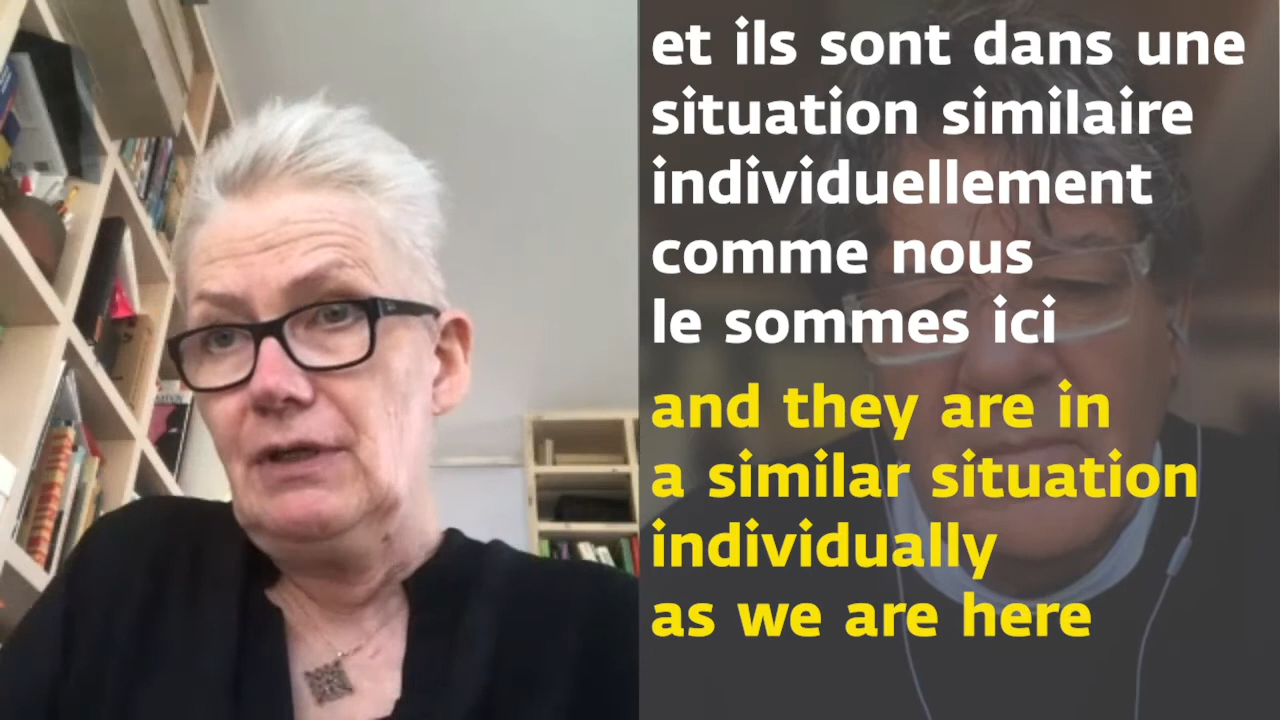 et ils sont dans une
situation similaire
individuellement
comme nous
le sommes ici
and they are in
a similar situation
individually
as we are here